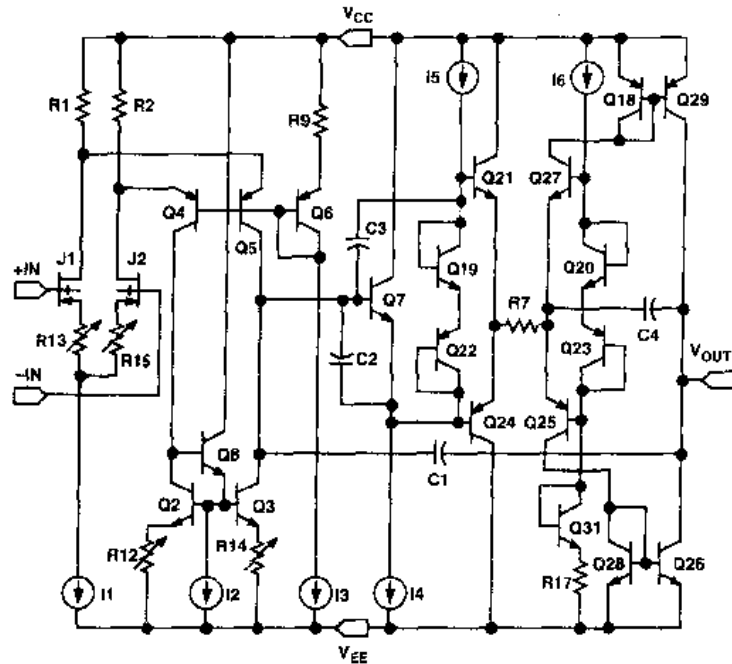 VCC
R1
R2
R9
I5
I6
Q18
Q29
Q4
Q5
Q6
Q21
Q27
J1
J2
C3
+IN
Q7
Q19
Q20
R7
C4
R13
R15
C2
Q22
Q23
VOUT
–IN
Q24
Q25
Q8
C1
Q2
Q3
Q31
R12
R14
Q28
Q26
R17
I1
I2
I3
I4
VEE